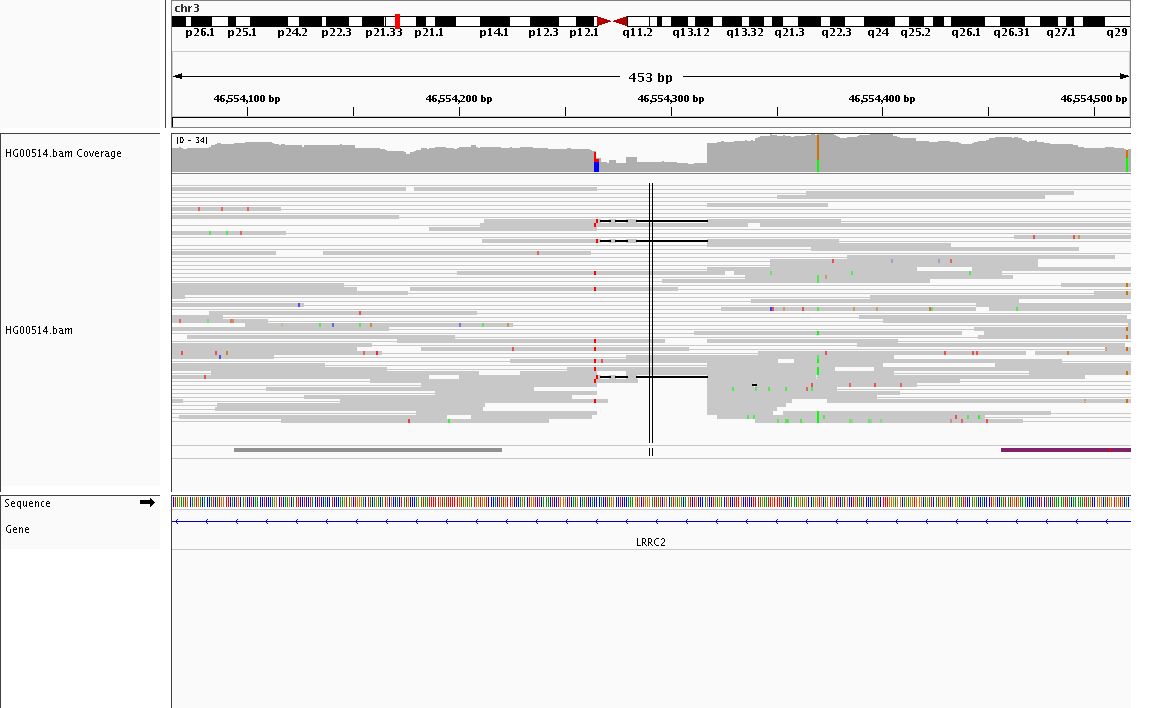 chr3
p26.1 p25.1 p24.2 p22.3 p21.33 p21.1 p14.1 p12.3 p12.1 q11.2 q13.12 q13.32 q21.3 q22.3 q24 q25.2 q26.1 q26.31 q27.1 q29
453 bp
46,554,100 bp 46,554,200 bp 46,554,300 bp 46,554,400 bp 46,554,500 bp
[0 - 34]
HG00514.bam Coverage
HG00514.bam
Sequence
Gene
LRRC2